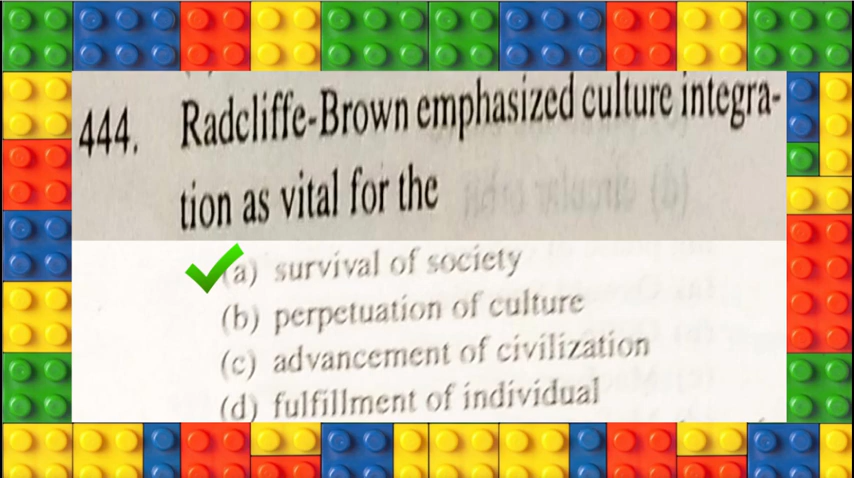 444. Radcliffe-Brown emphasized culture integra-
tion as vital for the
(a) survival of society
(b) perpetuation of culture
(c) advancement of civilization
(d) fulfillment of individual